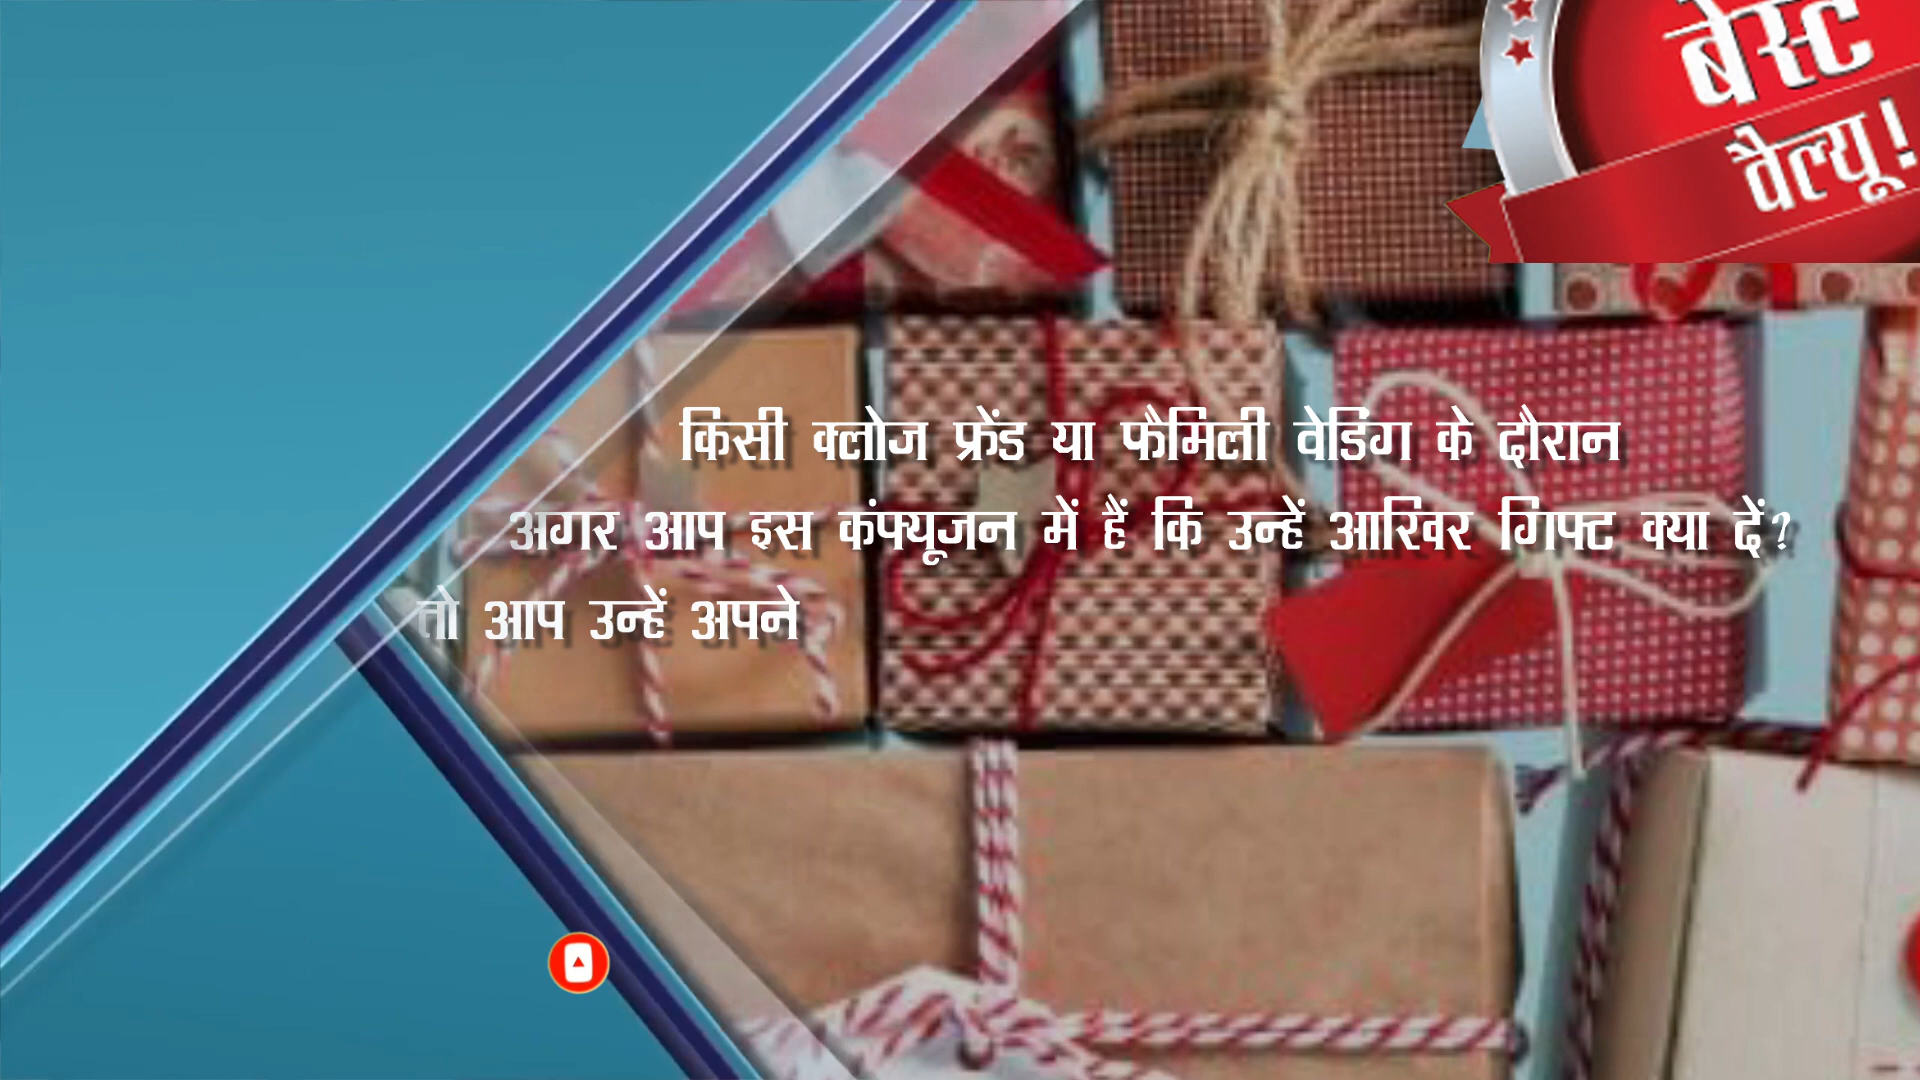 बेस्ट
वैल्यू!
किसी क्लोज फ्रेंड या फैमिली वेडिंग के दौरान
अगर आप इस कंफ्यूजन में हैं कि उन्हें आखिर गिफ्ट क्या दें?
तो आप उन्हें अपने